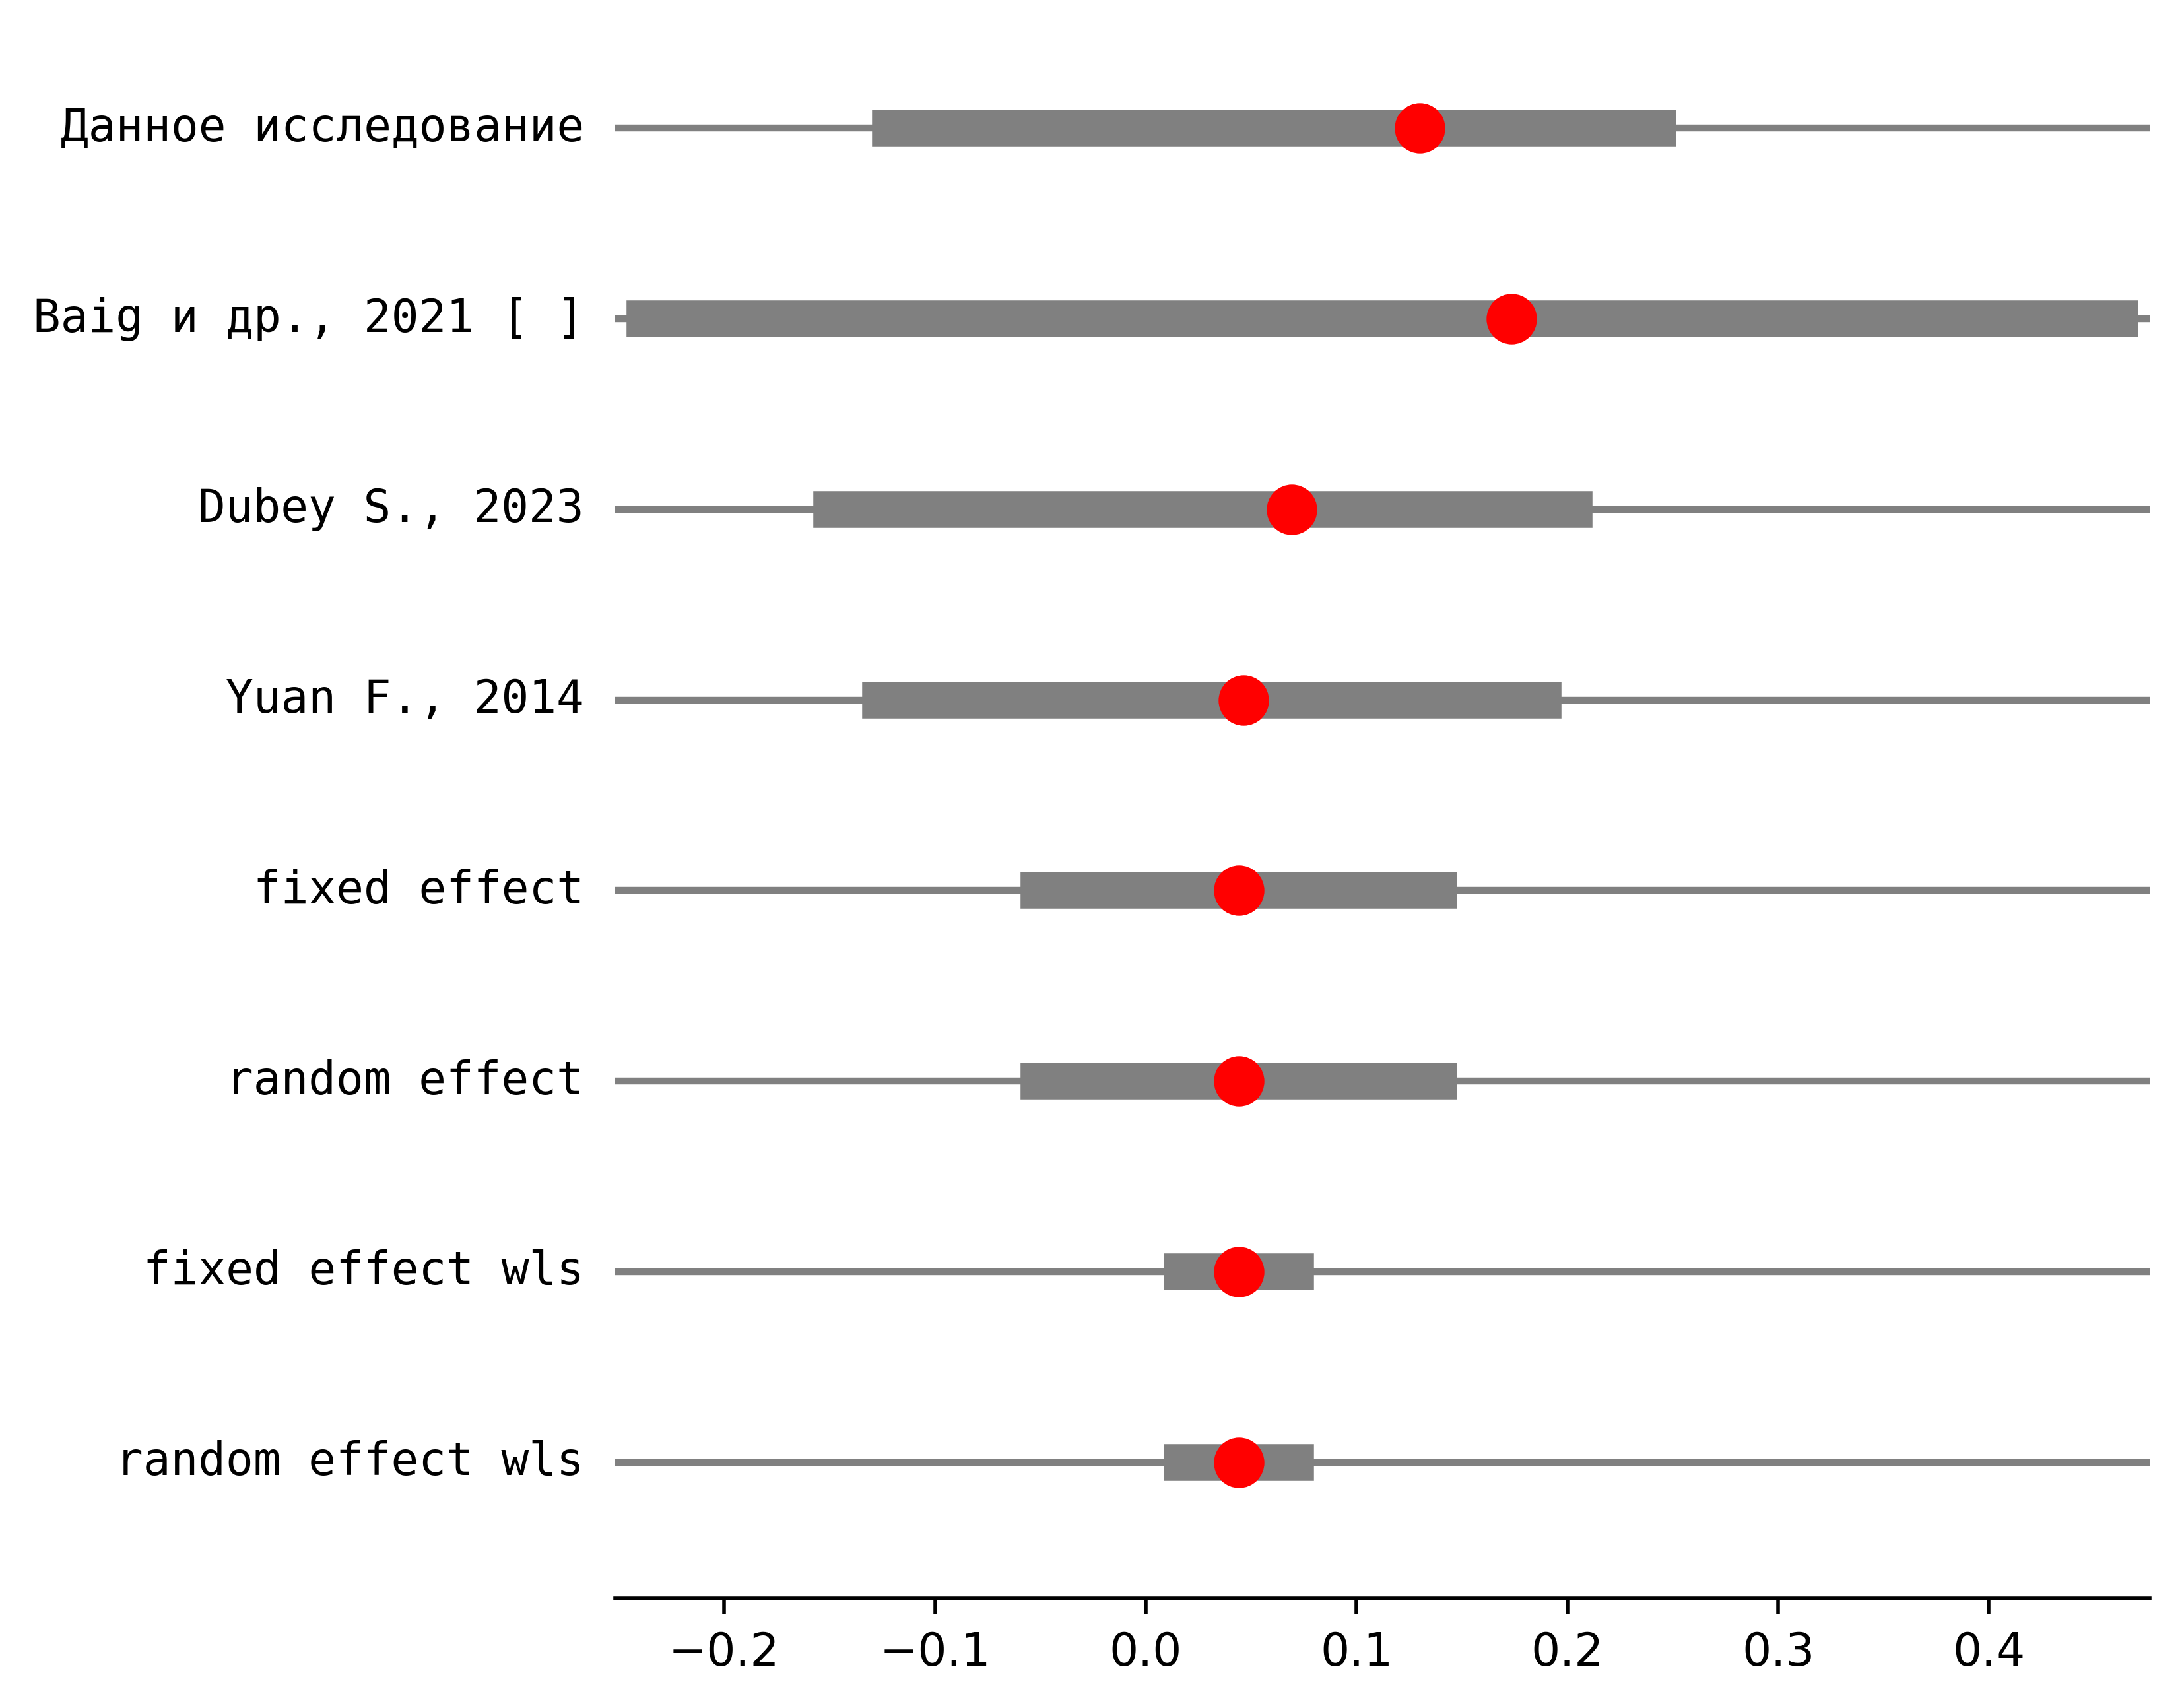 Данное исследование
Baig и др., 2021 [ ]
Dubey S., 2023
Yuan F., 2014
fixed effect
random effect
fixed effect wls
random effect wls
−0.2 −0.1 0.0 0.1 0.2 0.3 0.4